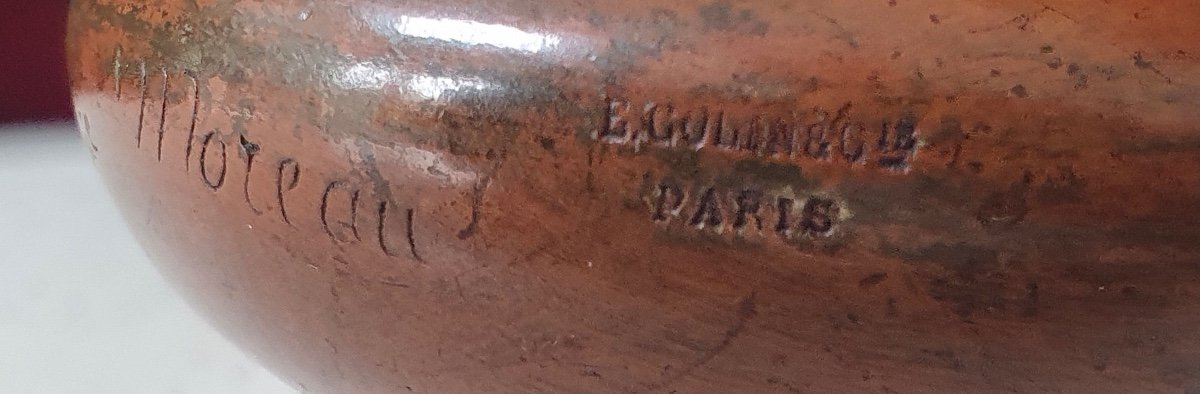 Moreau
E.COLIN & Cie
PARIS